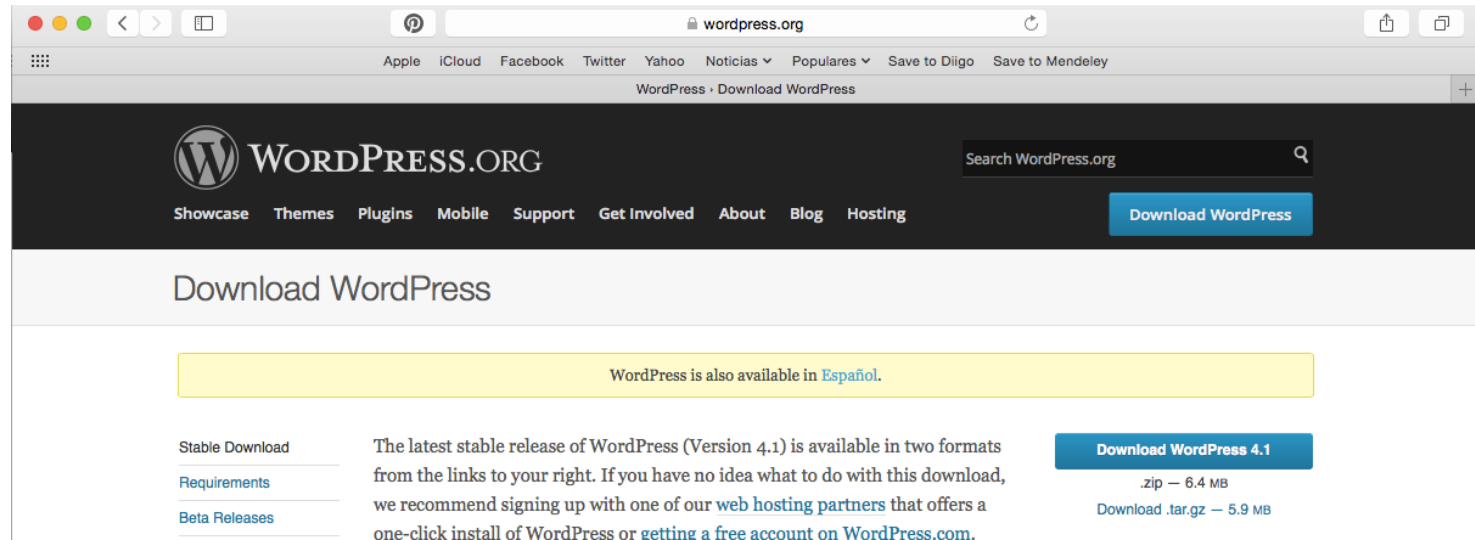 wordpress.org
Apple iCloud Facebook Twitter Yahoo Noticias Populares Save to Diigo Save to Mendeley
WordPress › Download WordPress
WORDPRESS.ORG
Search WordPress.org
Showcase Themes Plugins Mobile Support Get Involved About Blog Hosting
Download WordPress
Download WordPress
WordPress is also available in Español.
Stable Download
Requirements
Beta Releases
The latest stable release of WordPress (Version 4.1) is available in two formats
from the links to your right. If you have no idea what to do with this download,
we recommend signing up with one of our web hosting partners that offers a
one-click install of WordPress or getting a free account on WordPress.com.
Download WordPress 4.1
.zip — 6.4 MB
Download .tar.gz — 5.9 MB